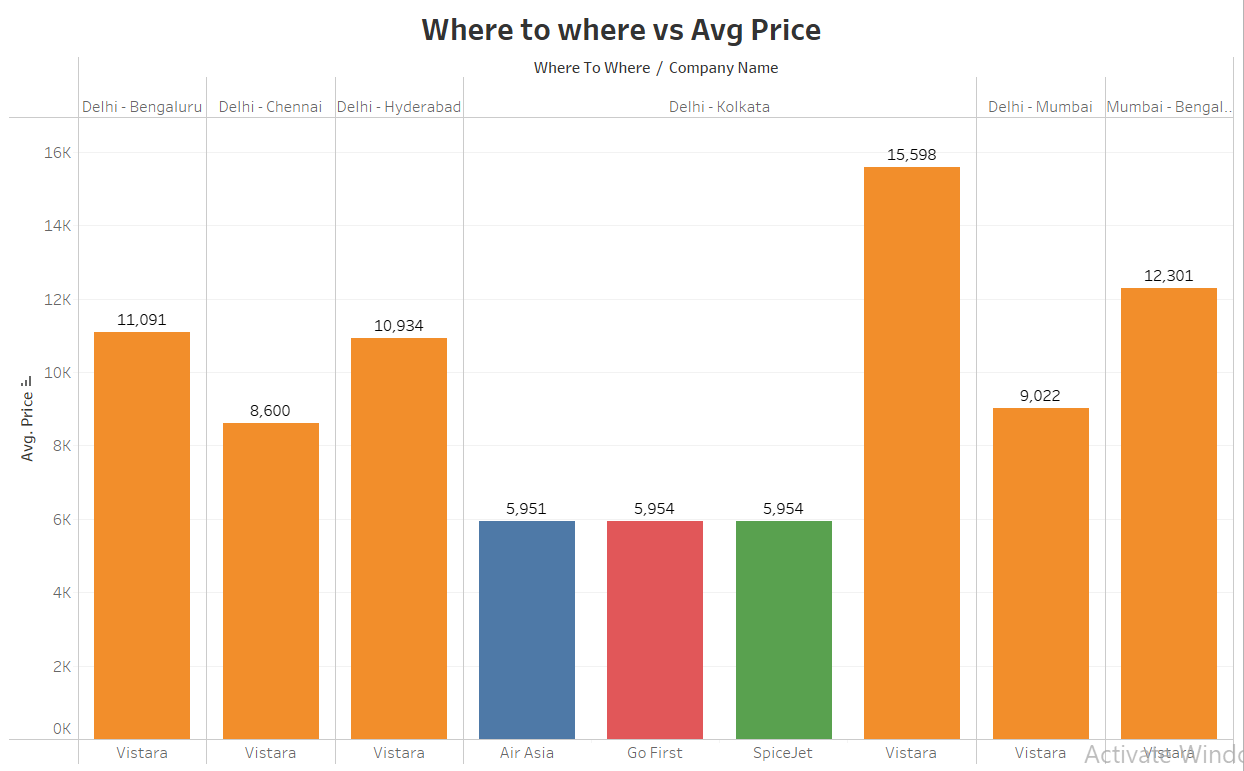 Where to where vs Avg Price
Where To Where / Company Name
Delhi - Bengaluru Delhi - Chennai Delhi - Hyderabad Delhi - Kolkata Delhi - Mumbai Mumbai - Bengal..
16K
14K
12K
10K
8K
6K
4K
2K
0K
Avg. Price
11,091
8,600
10,934
5,951
5,954
5,954
15,598
9,022
12,301
Vistara Vistara Vistara Air Asia Go First SpiceJet Vistara Vistara Vistara
Activate Windo